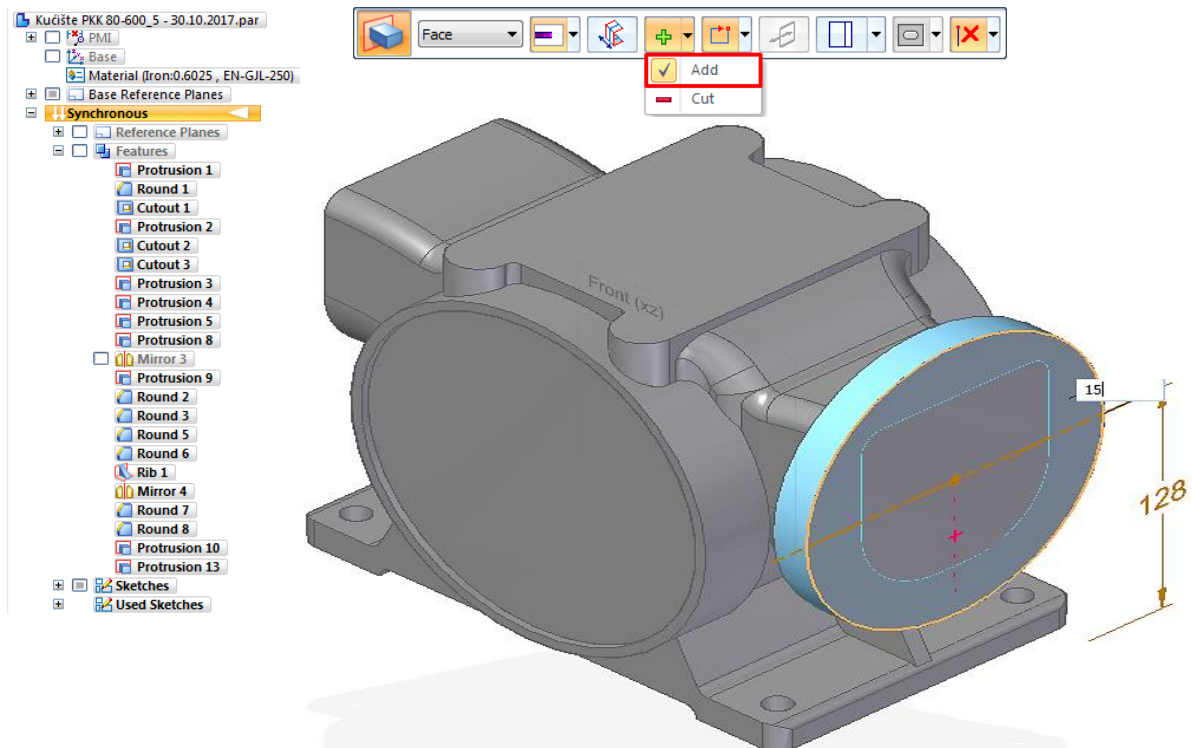 Kućište PKK 80-600_5 - 30.10.2017.par
PMI
Base
Material (Iron:0.6025 , EN-GJL-250)
Base Reference Planes
Synchronous
Reference Planes
Features
Protrusion 1
Round 1
Cutout 1
Protrusion 2
Cutout 2
Cutout 3
Protrusion 3
Protrusion 4
Protrusion 5
Protrusion 8
Mirror 3
Protrusion 9
Round 2
Round 3
Round 5
Round 6
Rib 1
Mirror 4
Round 7
Round 8
Protrusion 10
Protrusion 13
Sketches
Used Sketches
Face
Add
Cut
Front (xz)
15
128